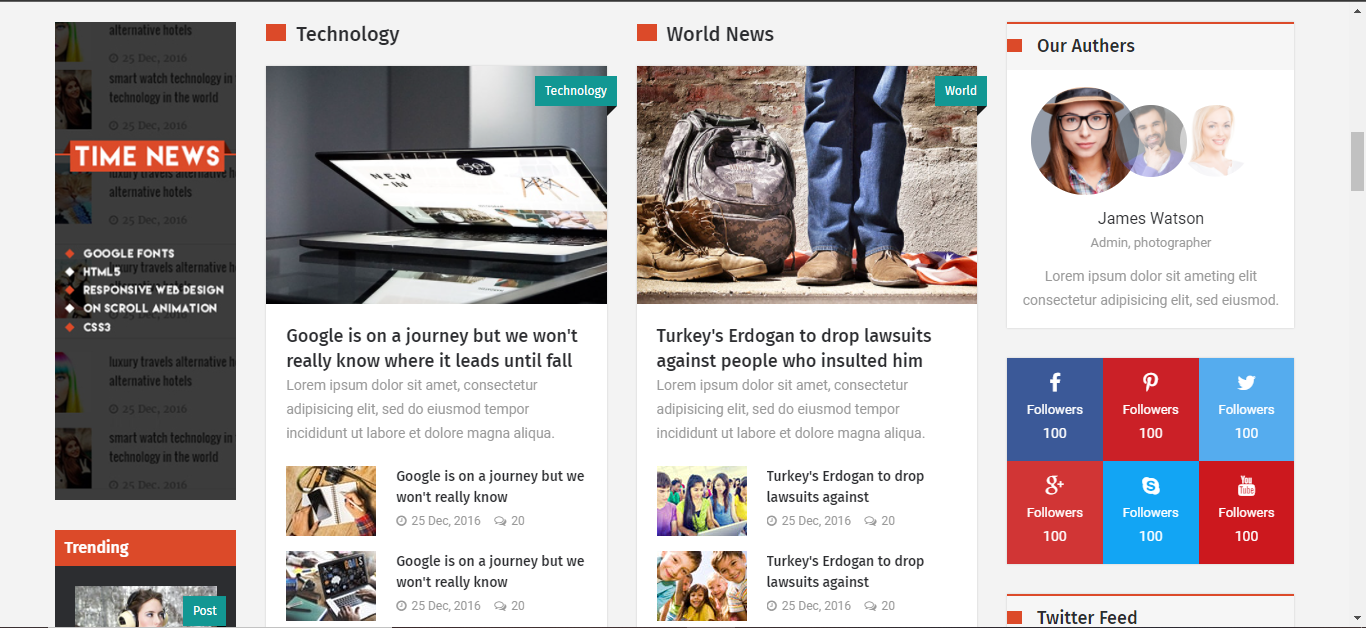 alternative hotels
25 Dec, 2016
smart watch technology in
technology in the world
25 Dec, 2016
TIME NEWS
luxury travels alternative h
alternative hotels
25 Dec, 2016
GOOGLE FONTS
luxury travels alternative h
HTML5
RESPONSIVE WEB DESIGN
ON SCROLL ANIMATION
CSS3
luxury travels alternative h
alternative hotels
25 Dec, 2016
smart watch technology in
technology in the world
25 Dec, 2016
Trending
Post
Technology
Technology
NEW
-IN
50%
Google is on a journey but we won't
really know where it leads until fall
Lorem ipsum dolor sit amet, consectetur
adipisicing elit, sed do eiusmod tempor
incididunt ut labore et dolore magna aliqua.
Google is on a journey but we
won't really know
25 Dec, 2016 20
GOALS
Google is on a journey but we
won't really know
25 Dec, 2016 20
World News
World
Turkey's Erdogan to drop lawsuits
against people who insulted him
Lorem ipsum dolor sit amet, consectetur
adipisicing elit, sed do eiusmod tempor
incididunt ut labore et dolore magna aliqua.
Turkey's Erdogan to drop
lawsuits against
25 Dec, 2016 20
Turkey's Erdogan to drop
lawsuits against
25 Dec, 2016 20
Our Authers
James Watson
Admin, photographer
Lorem ipsum dolor sit ameting elit
consectetur adipisicing elit, sed eiusmod.
Followers
100
Followers
100
Followers
100
Followers
100
Followers
100
You
Tube
Followers
100
Twitter Feed